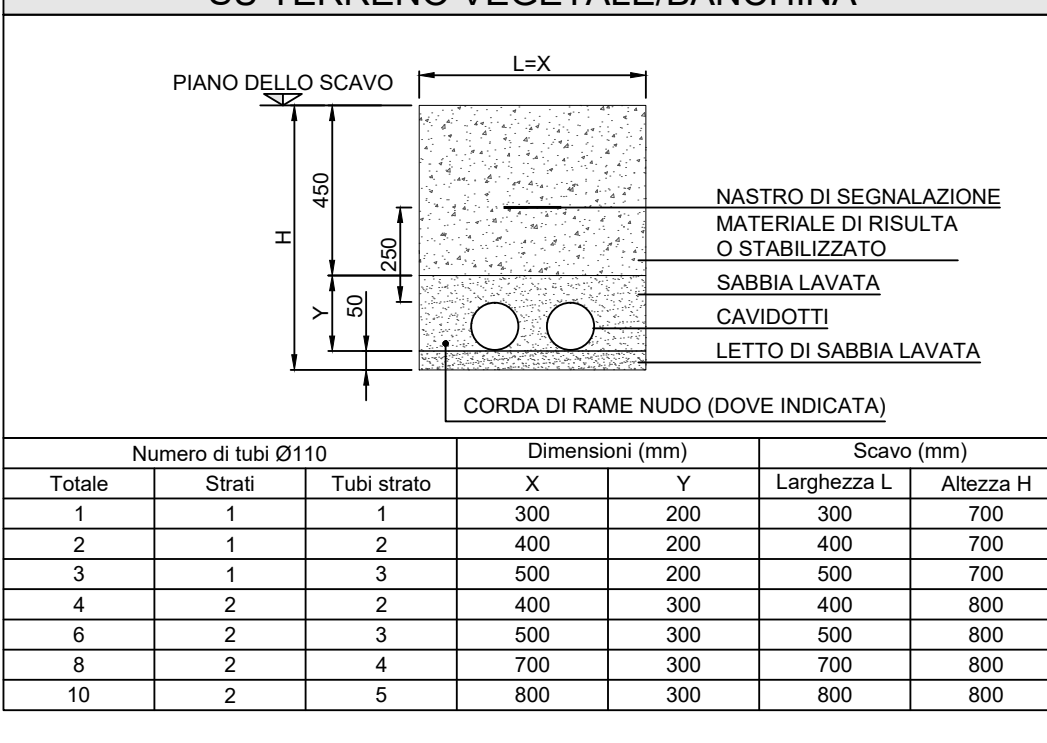 SU TERRENO VEGETALE/BANCHINA
L=X
PIANO DELLO SCAVO
450
H
250
Y
50
NASTRO DI SEGNALAZIONE
MATERIALE DI RISULTA
O STABILIZZATO
SABBIA LAVATA
CAVIDOTTI
LETTO DI SABBIA LAVATA
CORDA DI RAME NUDO (DOVE INDICATA)
Numero di tubi Ø110 Dimensioni (mm) Scavo (mm)
Totale Strati Tubi strato X Y Larghezza L Altezza H
1 1 1 300 200 300 700
2 1 2 400 200 400 700
3 1 3 500 200 500 700
4 2 2 400 300 400 800
6 2 3 500 300 500 800
8 2 4 700 300 700 800
10 2 5 800 300 800 800